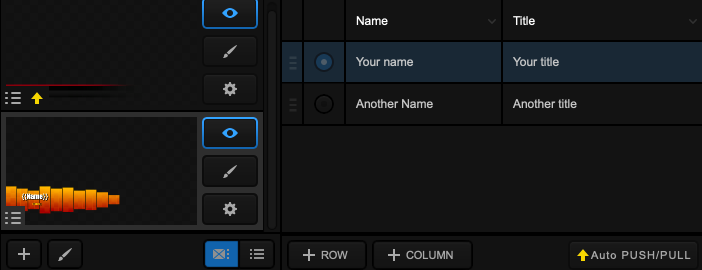 Name Title
Your name Your title
Another Name Another title
{{Name}}
ROW COLUMN Auto PUSH/PULL